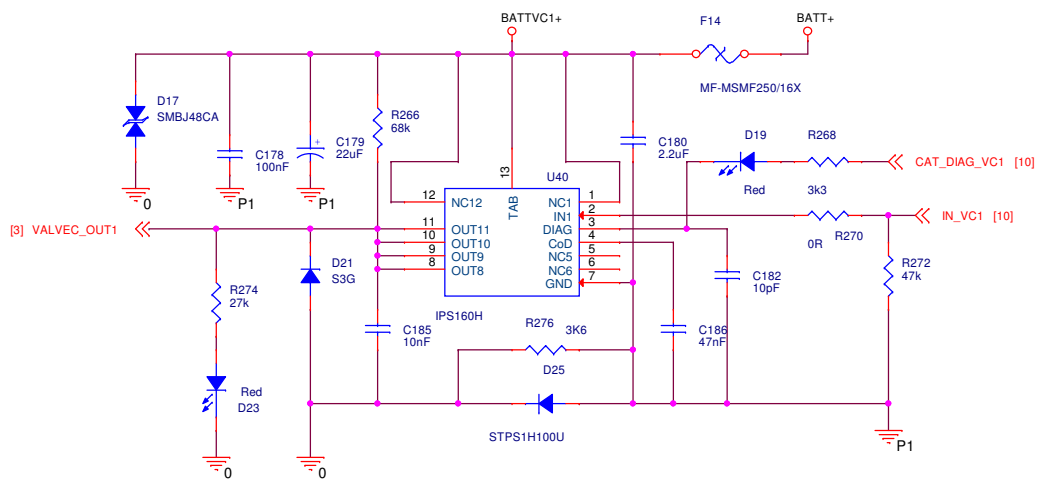 BATTVC1+
F14
BATT+
MF-MSMF250/16X
D17
SMBJ48CA
R266
68k
C178
100nF
C179
22uF
+
C180
2.2uF
D19
R268
CAT_DIAG_VC1 [10]
Red
3k3
0
P1
P1
13
U40
12
NC12
TAB
NC1
1
IN1
2
[3] VALVEC_OUT1
11
OUT11
DIAG
3
10
OUT10
CoD
4
9
OUT9
NC5
5
8
OUT8
NC6
6
GND
7
IPS160H
IN_VC1 [10]
0R
R270
R272
47k
D21
S3G
R274
27k
C182
10pF
C185
10nF
R276
3K6
C186
47nF
D25
Red
D23
STPS1H100U
P1
0
0